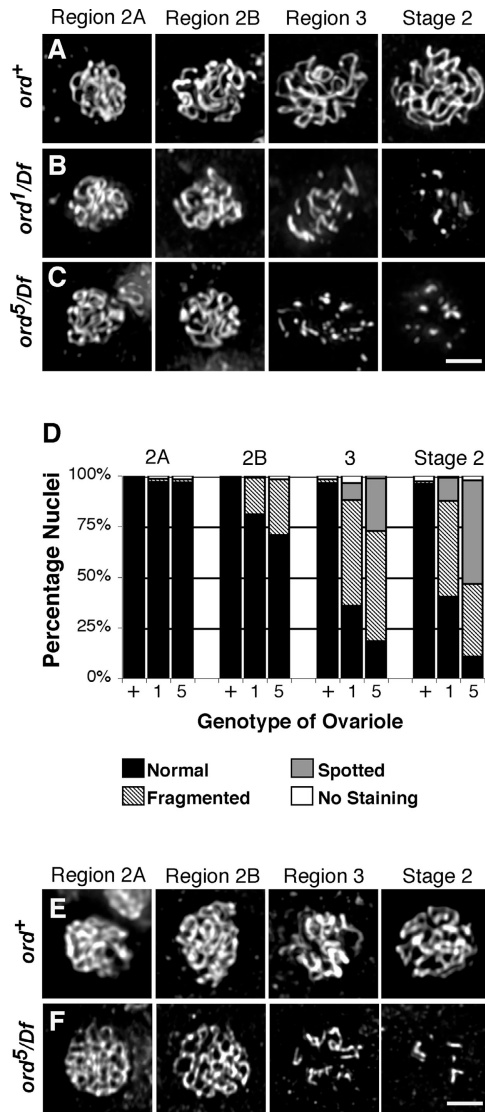 Region 2A Region 2B Region 3 Stage 2
A
ord+
B
ord1/Df
C
ord5/Df
D
2A 2B 3 Stage 2
100%
75%
50%
25%
0%
Percentage Nuclei
+ 1 5 + 1 5 + 1 5 + 1 5
Genotype of Ovariole
Normal Spotted
Fragmented No Staining
Region 2A Region 2B Region 3 Stage 2
E
ord+
F
ord5/Df